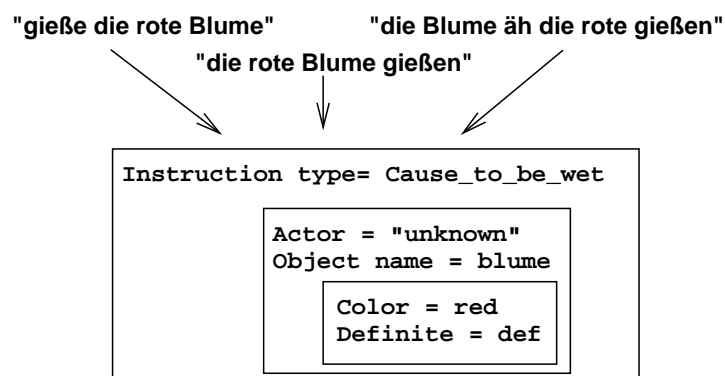 "gieße die rote Blume"
"die Blume äh die rote gießen"
"die rote Blume gießen"
Instruction type= Cause_to_be_wet
Actor = "unknown"
Object name = blume
Color = red
Definite = def